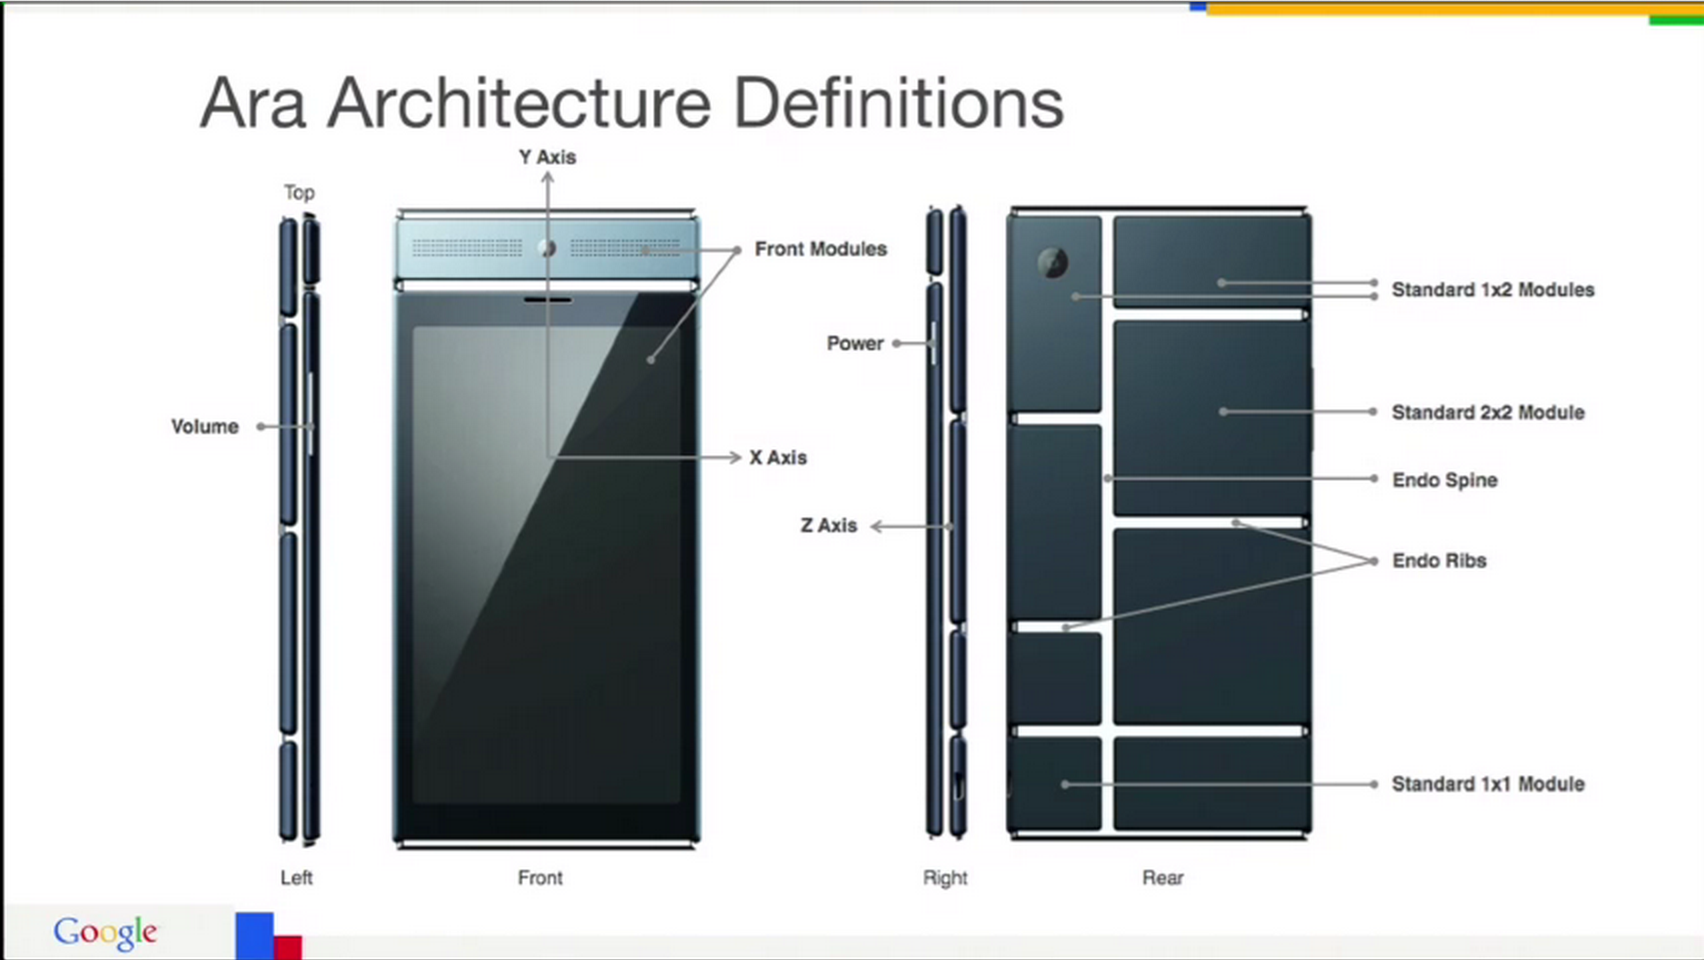 Ara Architecture Definitions
Y Axis
Top
Front Modules
Standard 1x2 Modules
Power
Standard 2x2 Module
Volume
X Axis
Endo Spine
Z Axis
Endo Ribs
Standard 1x1 Module
Left
Front
Right
Rear
Google